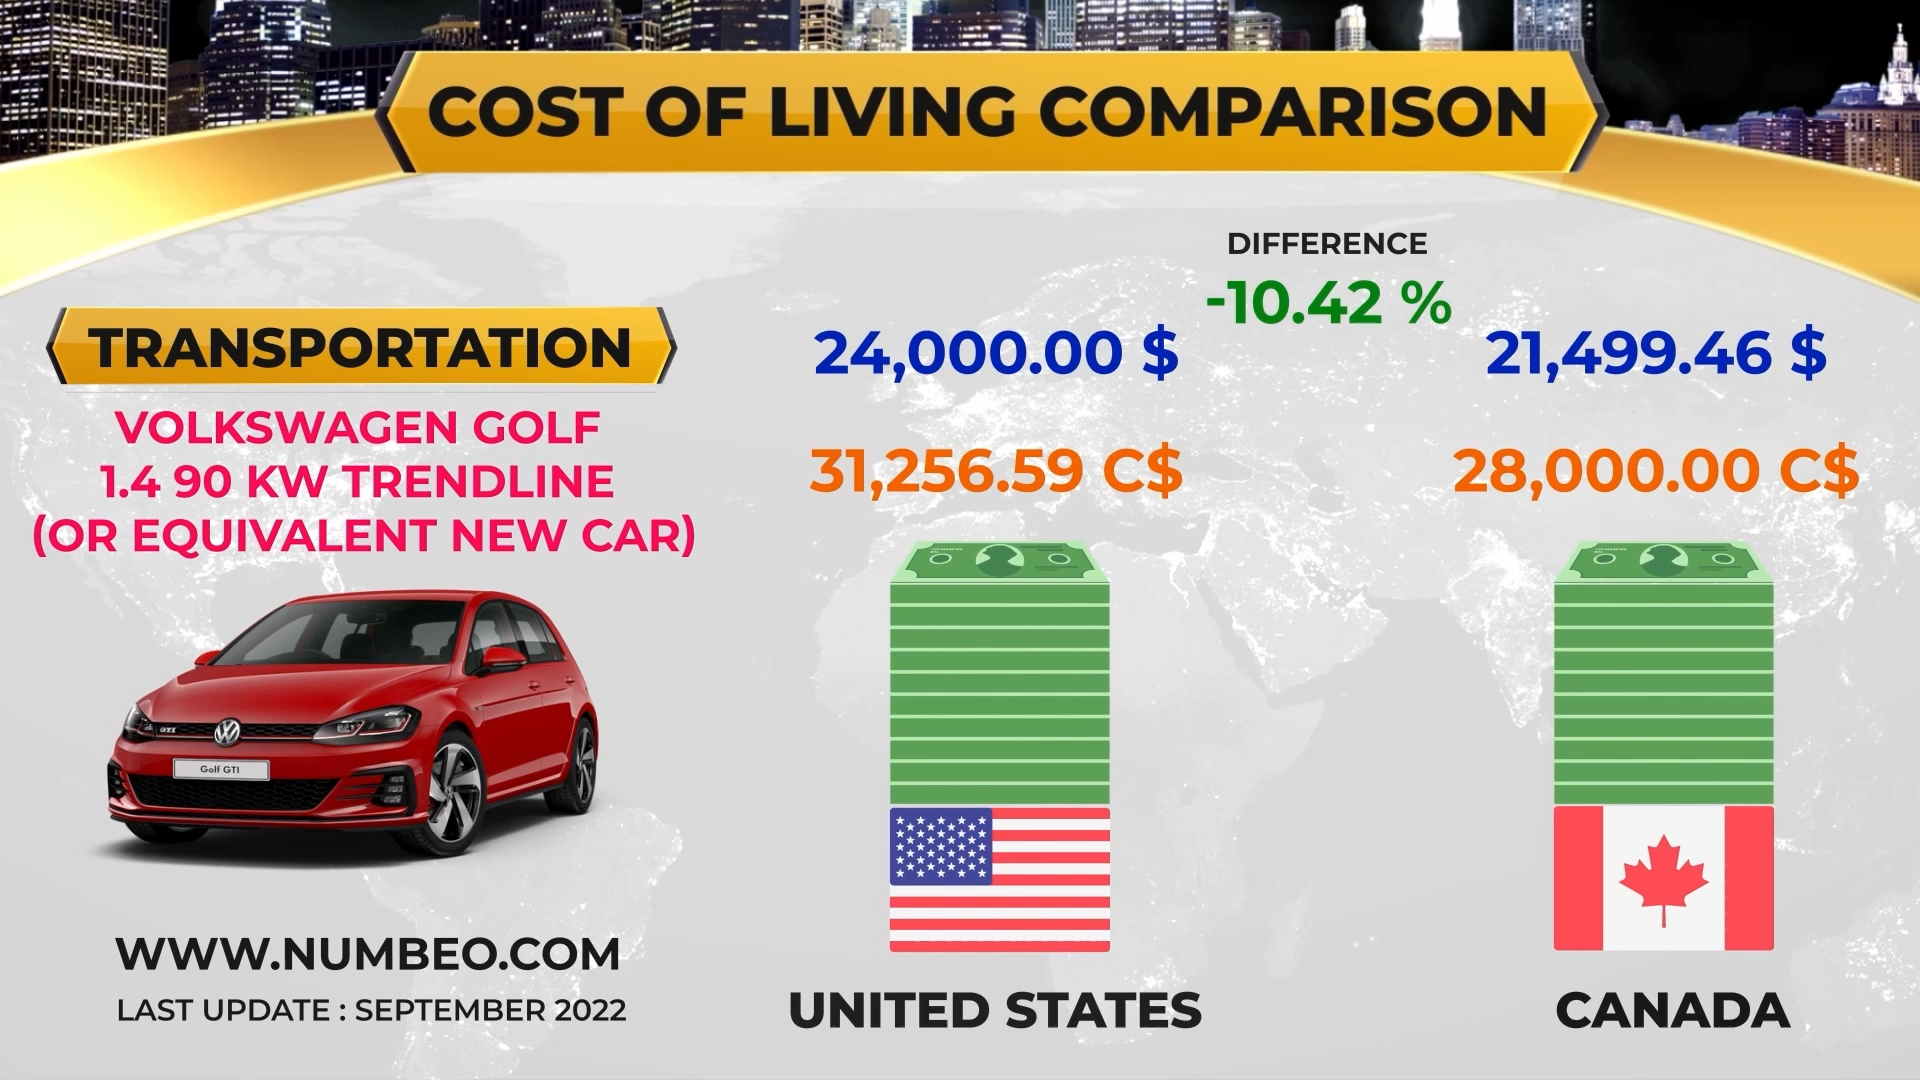 COST OF LIVING COMPARISON
DIFFERENCE
-10.42 %
TRANSPORTATION
24,000.00 $
21,499.46 $
VOLKSWAGEN GOLF
1.4 90 KW TRENDLINE
(OR EQUIVALENT NEW CAR)
31,256.59 C$
28,000.00 C$
GTI
Golf GTI
WWW.NUMBEO.COM
LAST UPDATE : SEPTEMBER 2022
UNITED STATES
CANADA